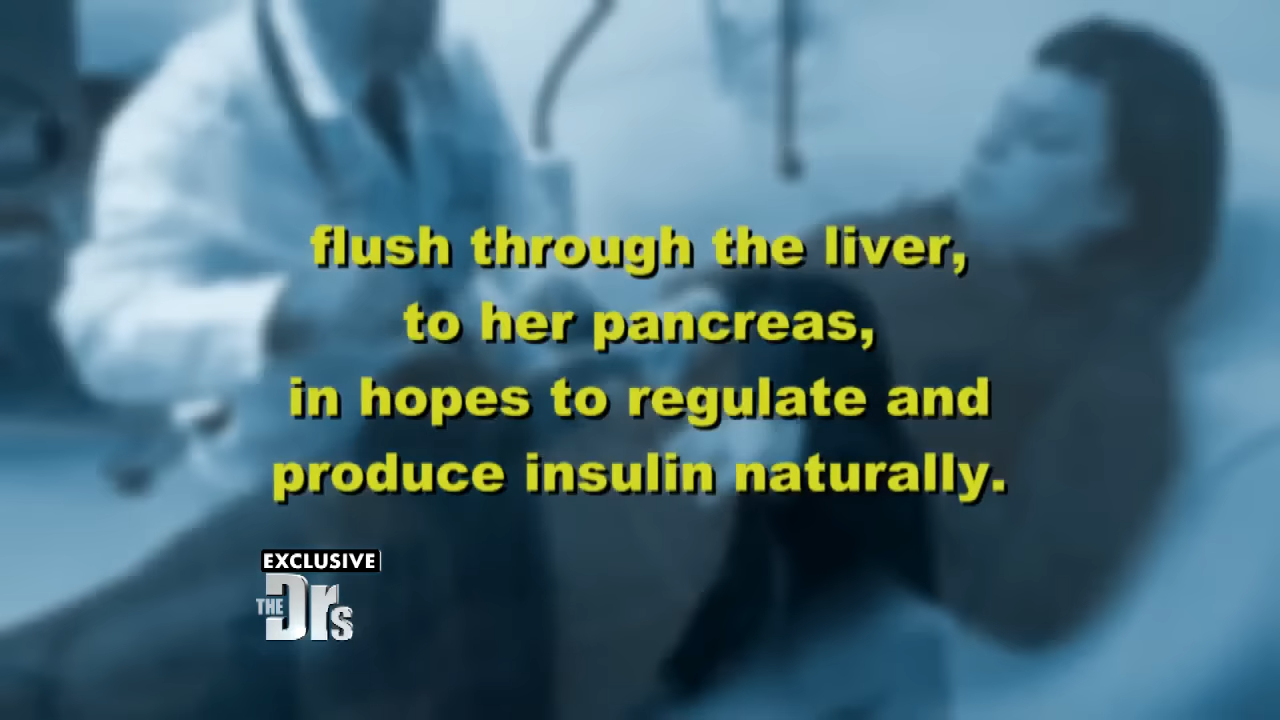 flush through the liver,
to her pancreas,
in hopes to regulate and
produce insulin naturally.
EXCLUSIVE
THE Drs